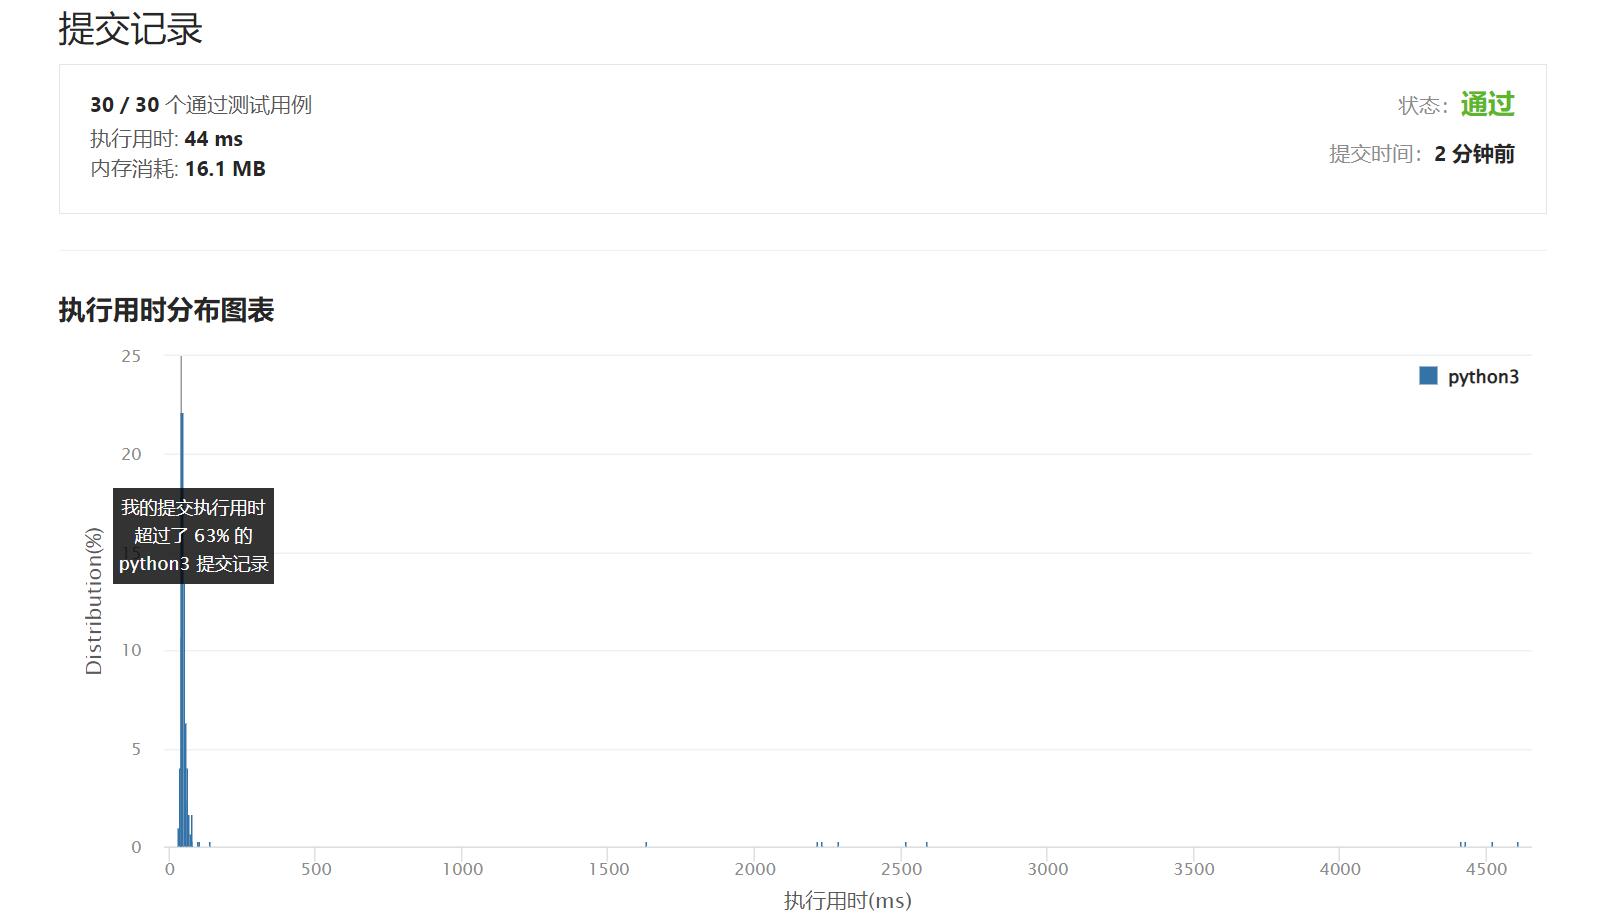 提交记录
30 / 30 个通过测试用例
状态：通过
执行用时: 44 ms
提交时间：2 分钟前
内存消耗: 16.1 MB
执行用时分布图表
25
python3
20
我的提交执行用时
超过了 63% 的
python3 提交记录
15
Distribution(%)
10
5
0
0 500 1000 1500 2000 2500 3000 3500 4000 4500
执行用时(ms)